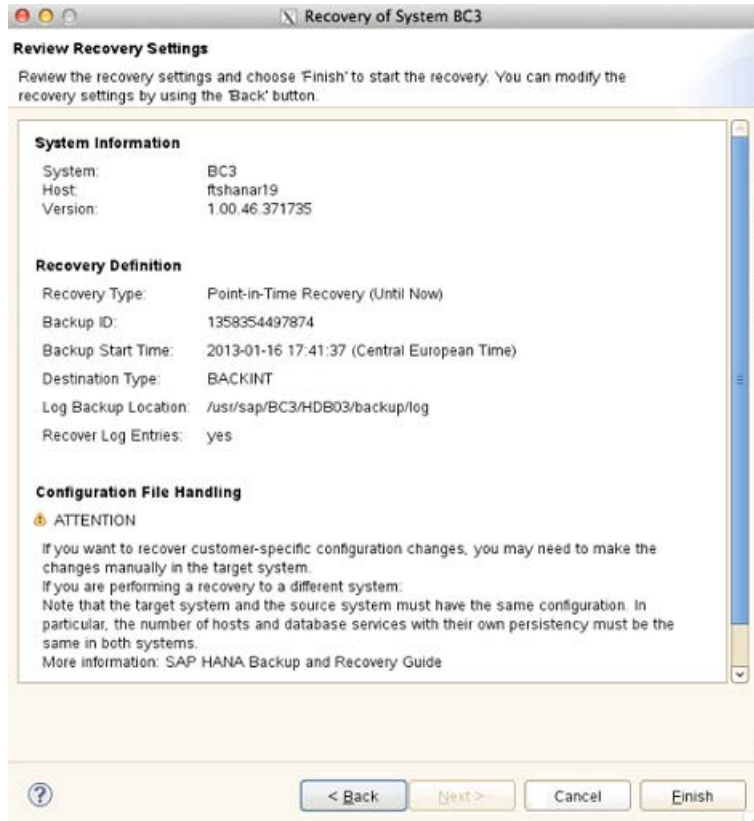 Recovery of System BC3
Review Recovery Settings
Review the recovery settings and choose 'Finish' to start the recovery. You can modify the
recovery settings by using the 'Back' button.
System Information
System: BC3
Host: ftshanar19
Version: 1.00.46.371735
Recovery Definition
Recovery Type: Point-in-Time Recovery (Until Now)
Backup ID: 1358354497874
Backup Start Time: 2013-01-16 17:41:37 (Central European Time)
Destination Type: BACKINT
Log Backup Location: /usr/sap/BC3/HDB03/backup/log
Recover Log Entries: yes
Configuration File Handling
ATTENTION
If you want to recover customer-specific configuration changes, you may need to make the
changes manually in the target system.
If you are performing a recovery to a different system:
Note that the target system and the source system must have the same configuration. In
particular, the number of hosts and database services with their own persistency must be the
same in both systems.
More information: SAP HANA Backup and Recovery Guide
? < Back Next > Cancel Finish